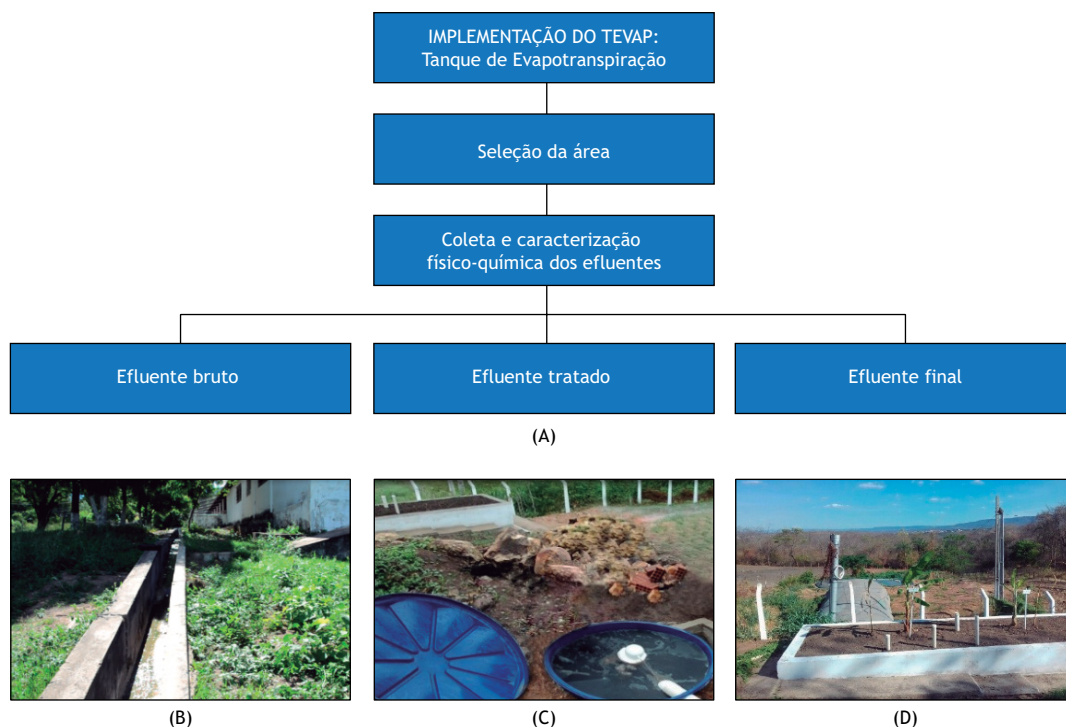 IMPLEMENTAÇÃO DO TEVAP:
Tanque de Evapotranspiração
Seleção da área
Coleta e caracterização
físico-química dos efluentes
Efluente bruto
Efluente tratado
Efluente final
(A)
(B)
(C)
(D)